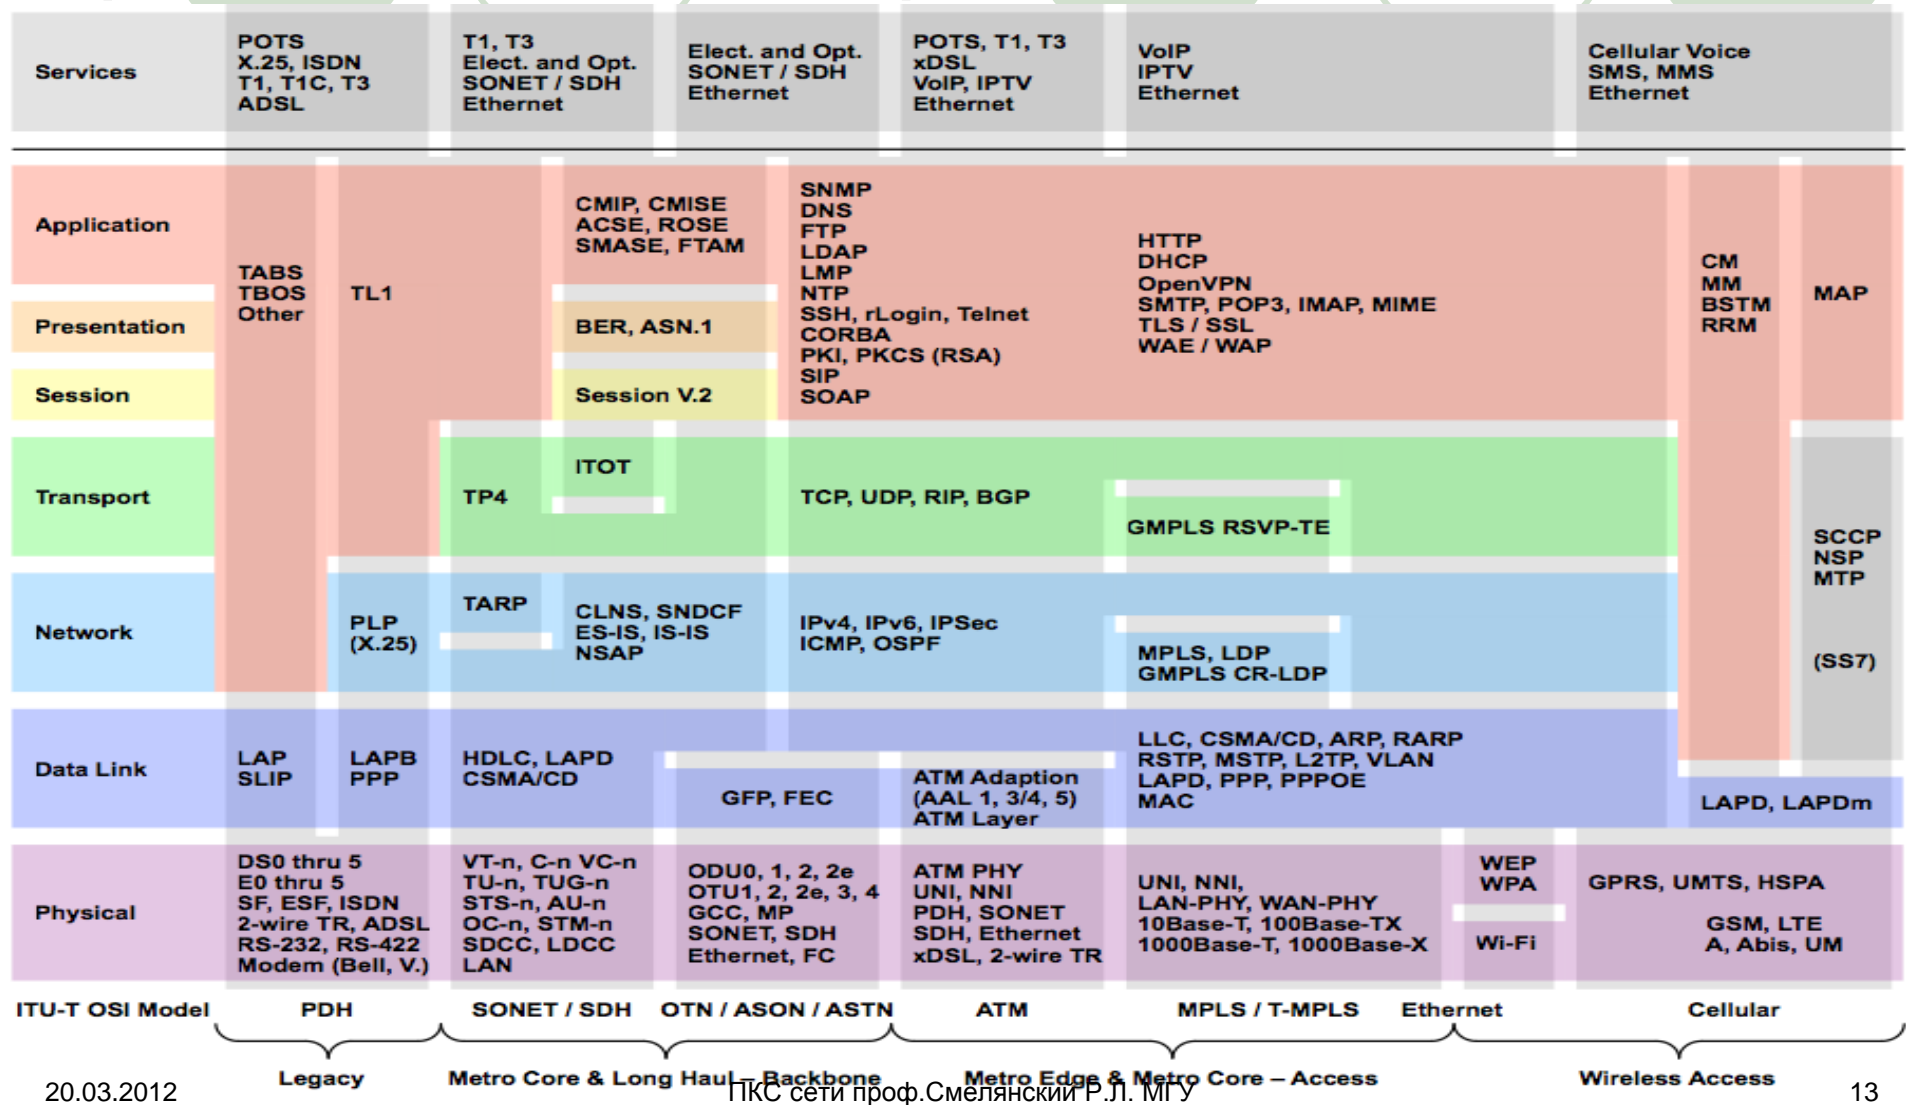 Services
POTS
X.25, ISDN
T1, T1C, T3
ADSL
T1, T3
Elect. and Opt.
SONET / SDH
Ethernet
Elect. and Opt.
SONET / SDH
Ethernet
POTS, T1, T3
xDSL
VoIP, IPTV
Ethernet
VoIP
IPTV
Ethernet
Cellular Voice
SMS, MMS
Ethernet
Application
Presentation
Session
TABS
TBOS
Other
TL1
CMIP, CMISE
ACSE, ROSE
SMASE, FTAM
BER, ASN.1
Session V.2
SNMP
DNS
FTP
LDAP
LMP
NTP
SSH, rLogin, Telnet
CORBA
PKI, PKCS (RSA)
SIP
SOAP
HTTP
DHCP
OpenVPN
SMTP, POP3, IMAP, MIME
TLS / SSL
WAE / WAP
CM
MM
BSTM
RRM
MAP
Transport
TP4
ITOT
TCP, UDP, RIP, BGP
GMPLS RSVP-TE
SCCP
NSP
MTP
(SS7)
Network
PLP
(X.25)
TARP
CLNS, SNDCF
ES-IS, IS-IS
NSAP
IPv4, IPv6, IPSec
ICMP, OSPF
MPLS, LDP
GMPLS CR-LDP
Data Link
LAP
SLIP
LAPB
PPP
HDLC, LAPD
CSMA/CD
GFP, FEC
ATM Adaption
(AAL 1, 3/4, 5)
ATM Layer
LLC, CSMA/CD, ARP, RARP
RSTP, MSTP, L2TP, VLAN
LAPD, PPP, PPPOE
MAC
LAPD, LAPDm
Physical
DS0 thru 5
E0 thru 5
SF, ESF, ISDN
2-wire TR, ADSL
RS-232, RS-422
Modem (Bell, V.)
VT-n, C-n VC-n
TU-n, TUG-n
STS-n, AU-n
OC-n, STM-n
SDCC, LDCC
LAN
ODU0, 1, 2, 2e
OTU1, 2, 2e, 3, 4
GCC, MP
SONET, SDH
Ethernet, FC
ATM PHY
UNI, NNI
PDH, SONET
SDH, Ethernet
xDSL, 2-wire TR
UNI, NNI,
LAN-PHY, WAN-PHY
10Base-T, 100Base-TX
1000Base-T, 1000Base-X
WEP
WPA
Wi-Fi
GPRS, UMTS, HSPA
GSM, LTE
A, Abis, UM
ITU-T OSI Model
PDH
SONET / SDH
OTN / ASON / ASTN
ATM
MPLS / T-MPLS
Ethernet
Cellular
Legacy
Metro Core & Long Haul – Backbone
Metro Edge & Metro Core – Access
Wireless Access
20.03.2012
ПКС сети проф.Смелянский Р.Л. МГУ
13